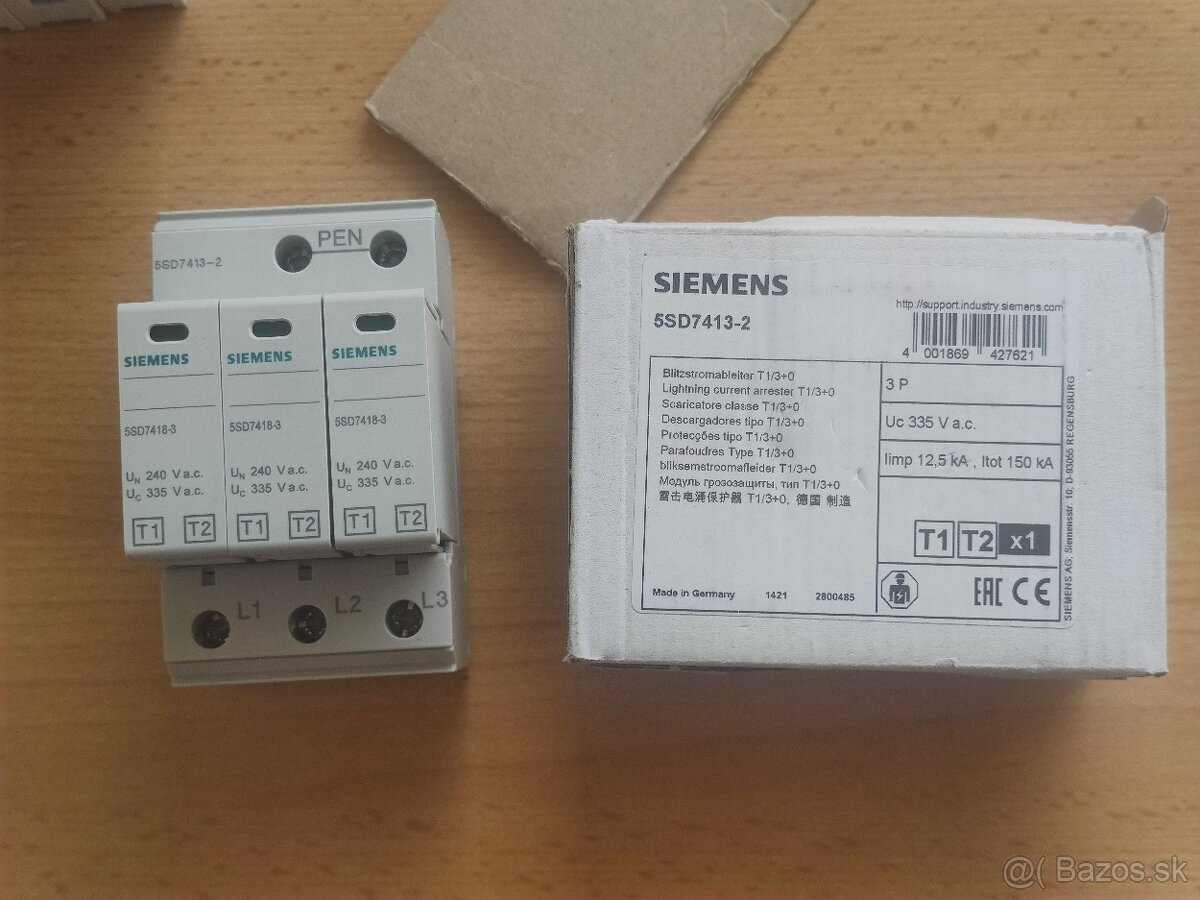 5SD7413-2
PEN
SIEMENS
5SD7418-3
UN 240 V a.c.
UC 335 V a.c.
T1 T2
SIEMENS
5SD7418-3
UN 240 V a.c.
UC 335 V a.c.
T1 T2
SIEMENS
5SD7418-3
UN 240 V a.c.
UC 335 V a.c.
T1 T2
L1 L2 L3
SIEMENS
5SD7413-2
http://support.industry.siemens.com
4 001869 427621
Blitzstromableiter T1/3+0
Lightning current arrester T1/3+0
Scaricatore classe T1/3+0
Descargadores tipo T1/3+0
Protecções tipo T1/3+0
Parafoudres Type T1/3+0
bliksemstroomafleider T1/3+0
Модуль грозозащиты, тип T1/3+0
雷击电涌保护器 T1/3+0, 德国 制造
Made in Germany 1421 2800485
3 P
Uc 335 V a.c.
Iimp 12,5 kA , Itot 150 kA
T1 T2 x1
EAC CE
SIEMENS AG, Siemensstr. 10, D-93055 REGENSBURG
@( Bazos.sk